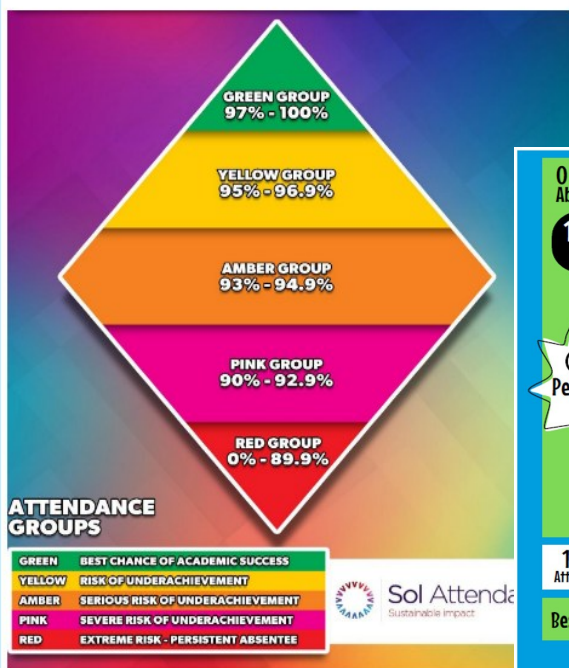 GREEN GROUP
97% - 100%
YELLOW GROUP
95% - 96.9%
AMBER GROUP
93% - 94.9%
PINK GROUP
90% - 92.9%
RED GROUP
0% - 89.9%
ATTENDANCE
GROUPS
GREEN BEST CHANCE OF ACADEMIC SUCCESS
YELLOW RISK OF UNDERACHIEVEMENT
AMBER SERIOUS RISK OF UNDERACHIEVEMENT
PINK SEVERE RISK OF UNDERACHIEVEMENT
RED EXTREME RISK - PERSISTENT ABSENTEE
Sol
Sustainable impact